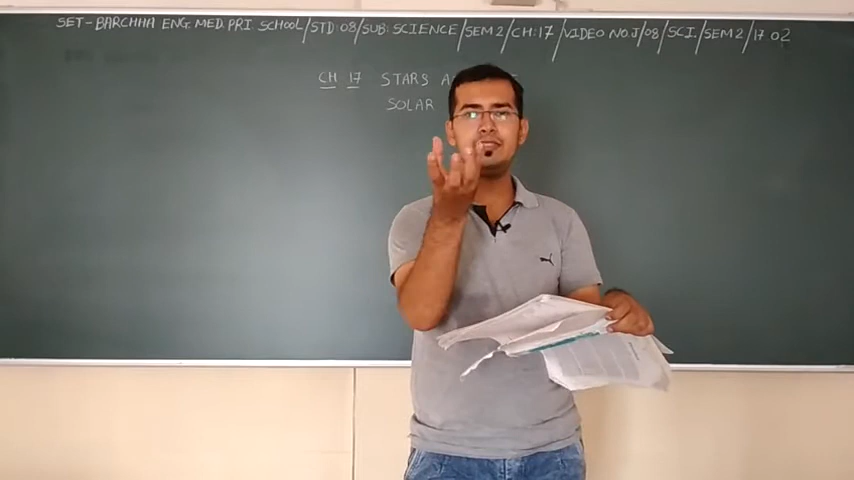 SET-BARCHHA ENG. MED. PRI. SCHOOL/STD: 08/SUB: SCIENCE/SEM 2/CH: 17/VIDEO NO.1/08/SCI./SEM 2/17.02
CH 17 STARS
SOLAR